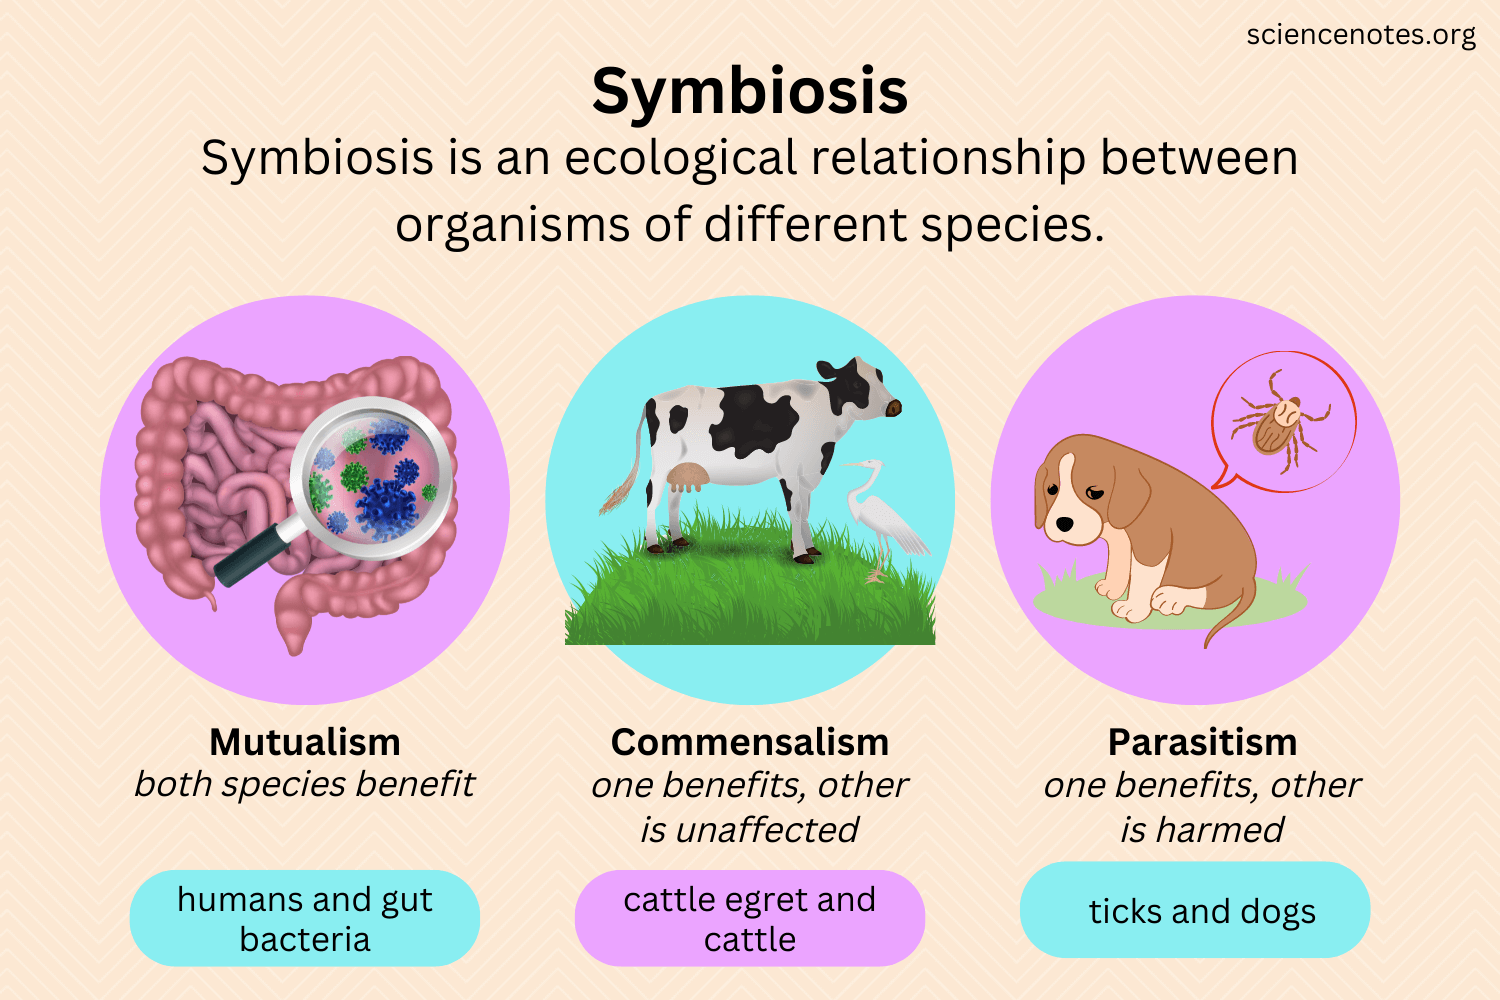 sciencenotes.org
Symbiosis
Symbiosis is an ecological relationship between
organisms of different species.
Mutualism
both species benefit
humans and gut
bacteria
Commensalism
one benefits, other
is unaffected
cattle egret and
cattle
Parasitism
one benefits, other
is harmed
ticks and dogs